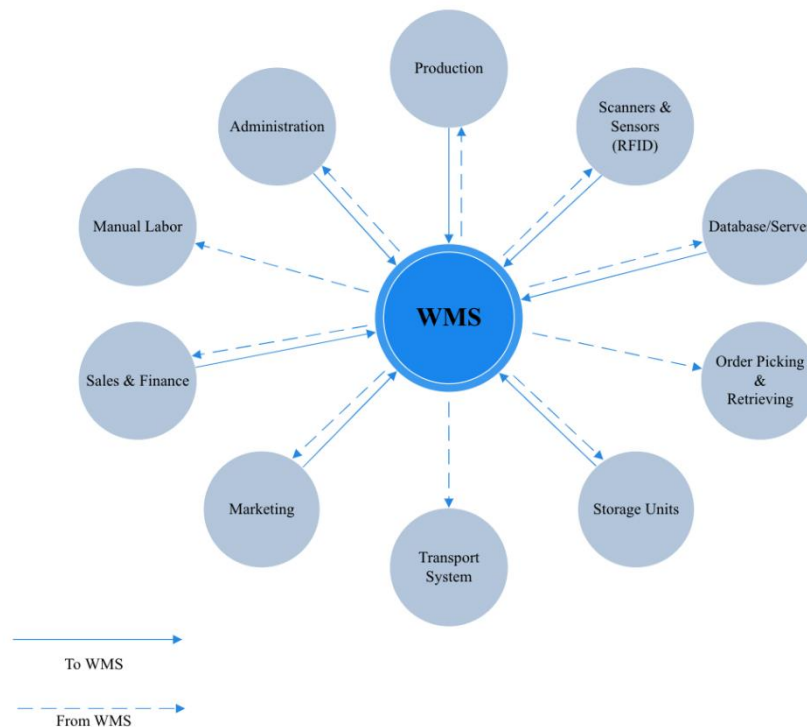 Production
Scanners &
Sensors
(RFID)
Administration
Manual Labor
Database/Server
WMS
Sales & Finance
Order Picking
&
Retrieving
Marketing
Storage Units
Transport
System
To WMS
From WMS